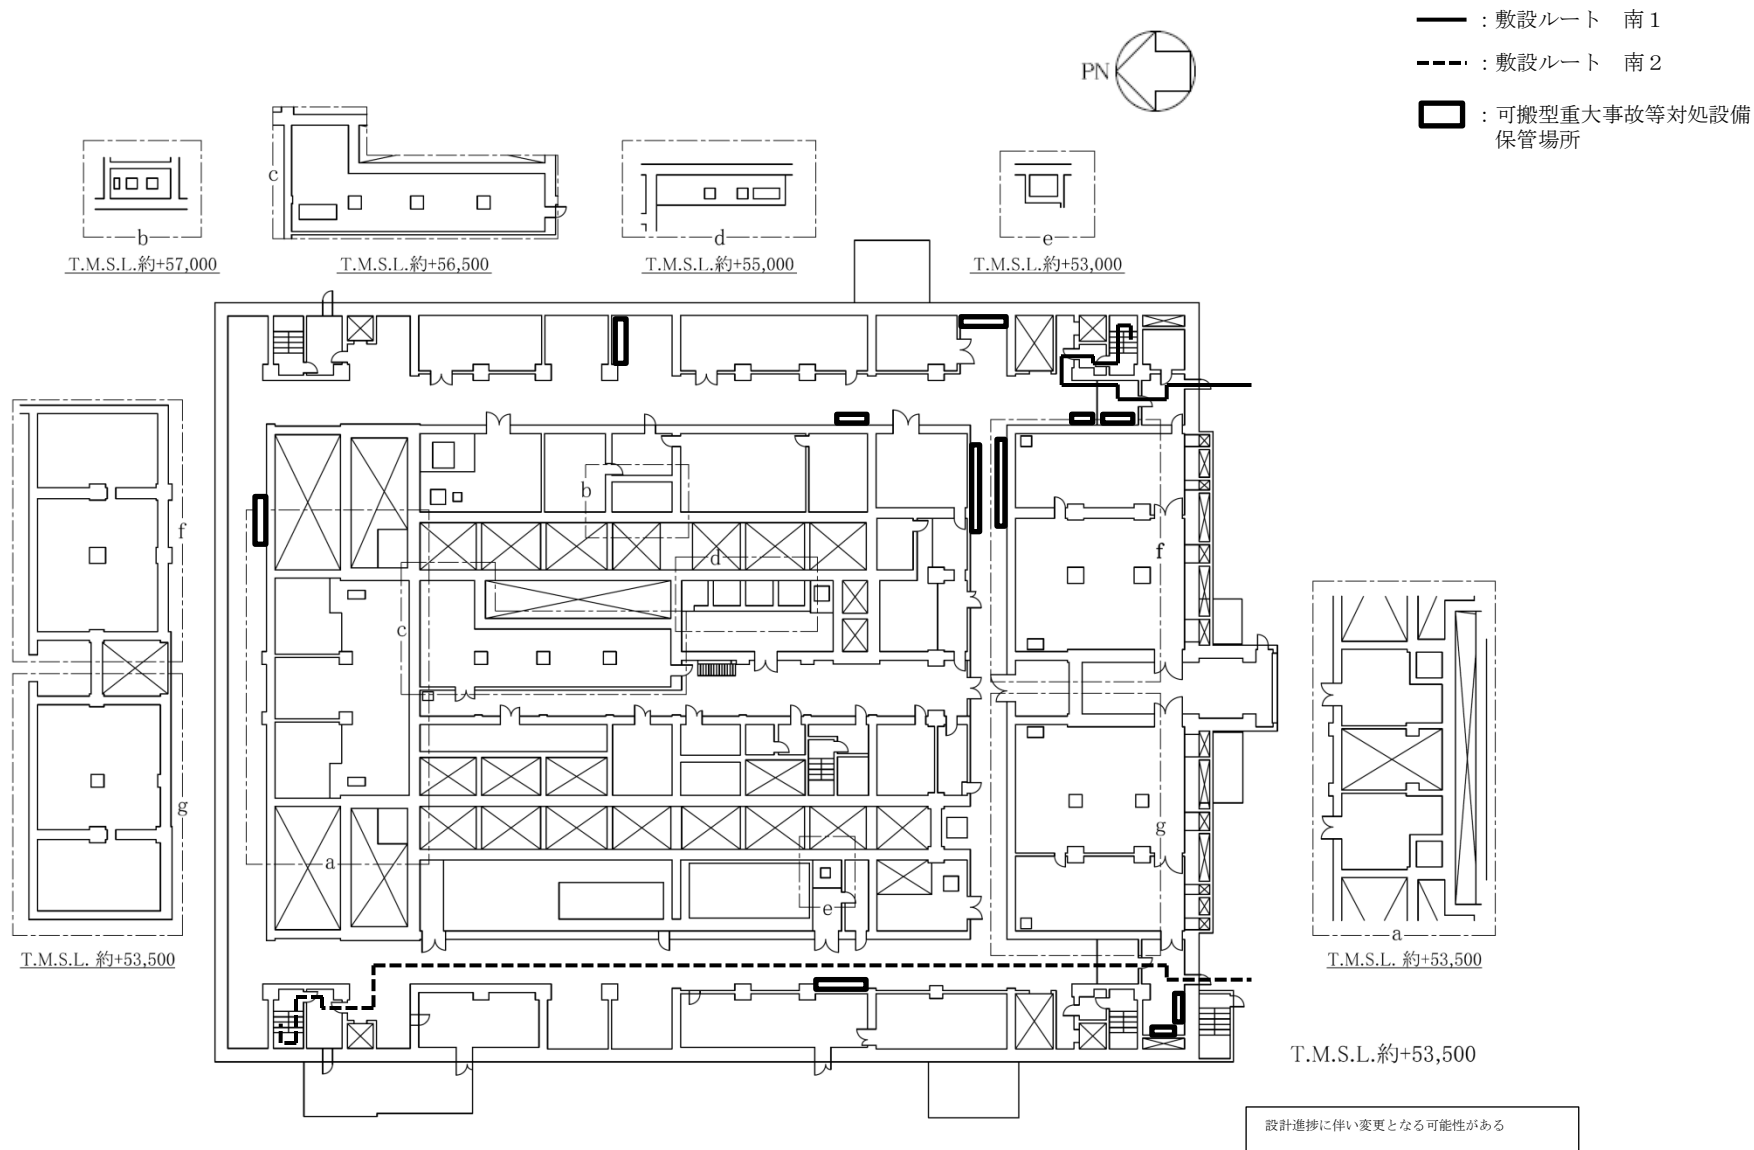 ：敷設ルート　南１
：敷設ルート　南２
：可搬型重大事故等対処設備
保管場所
PN
b
T.M.S.L.約+57,000
c
T.M.S.L.約+56,500
d
T.M.S.L.約+55,000
e
T.M.S.L.約+53,000
f
g
T.M.S.L. 約+53,500
b
d
c
f
g
a
e
a
T.M.S.L. 約+53,500
T.M.S.L.約+53,500
設計進捗に伴い変更となる可能性がある